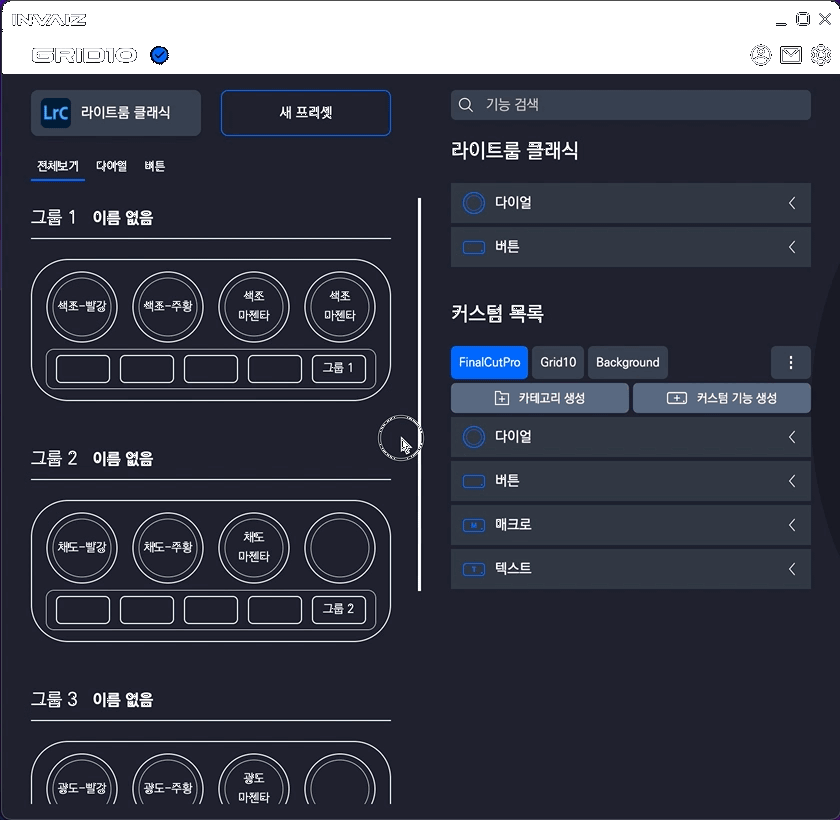 INVAIZ
GRID10
LrC 라이트룸 클래식
새 프리셋
전체보기 다이얼 버튼
그룹 1 이름 없음
색조-빨강 색조-주황 색조 마젠타 색조 마젠타
그룹 1
그룹 2 이름 없음
채도-빨강 채도-주황 채도 마젠타
그룹 2
그룹 3 이름 없음
광도-빨강 광도-주황 광도 마젠타
기능 검색
라이트룸 클래식
다이얼
버튼
커스텀 목록
FinalCutPro Grid10 Background
카테고리 생성 커스텀 기능 생성
다이얼
버튼
M 매크로
T 텍스트